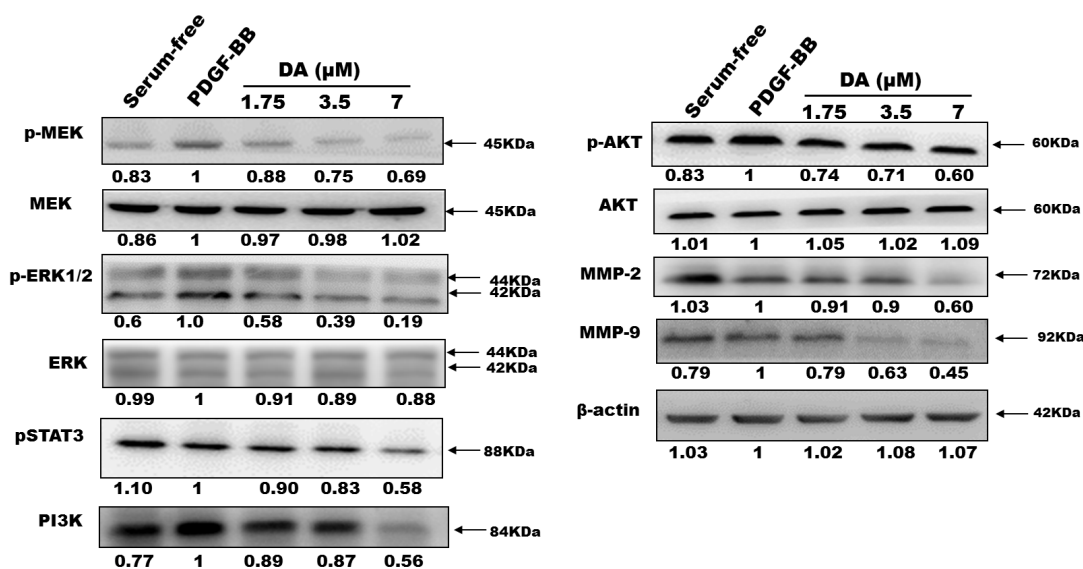 Serum-free PDGF-BB DA (μM)
1.75 3.5 7
p-MEK 45KDa
0.83 1 0.88 0.75 0.69
MEK 45KDa
0.86 1 0.97 0.98 1.02
p-ERK1/2 44KDa
42KDa
0.6 1.0 0.58 0.39 0.19
ERK 44KDa
42KDa
0.99 1 0.91 0.89 0.88
pSTAT3 88KDa
1.10 1 0.90 0.83 0.58
PI3K 84KDa
0.77 1 0.89 0.87 0.56
Serum-free PDGF-BB DA (μM)
1.75 3.5 7
p-AKT 60KDa
0.83 1 0.74 0.71 0.60
AKT 60KDa
1.01 1 1.05 1.02 1.09
MMP-2 72KDa
1.03 1 0.91 0.9 0.60
MMP-9 92KDa
0.79 1 0.79 0.63 0.45
β-actin 42KDa
1.03 1 1.02 1.08 1.07